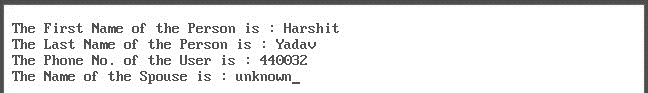 The First Name of the Person is : Harshit
The Last Name of the Person is : Yadav
The Phone No. of the User is : 440032
The Name of the Spouse is : unknown_